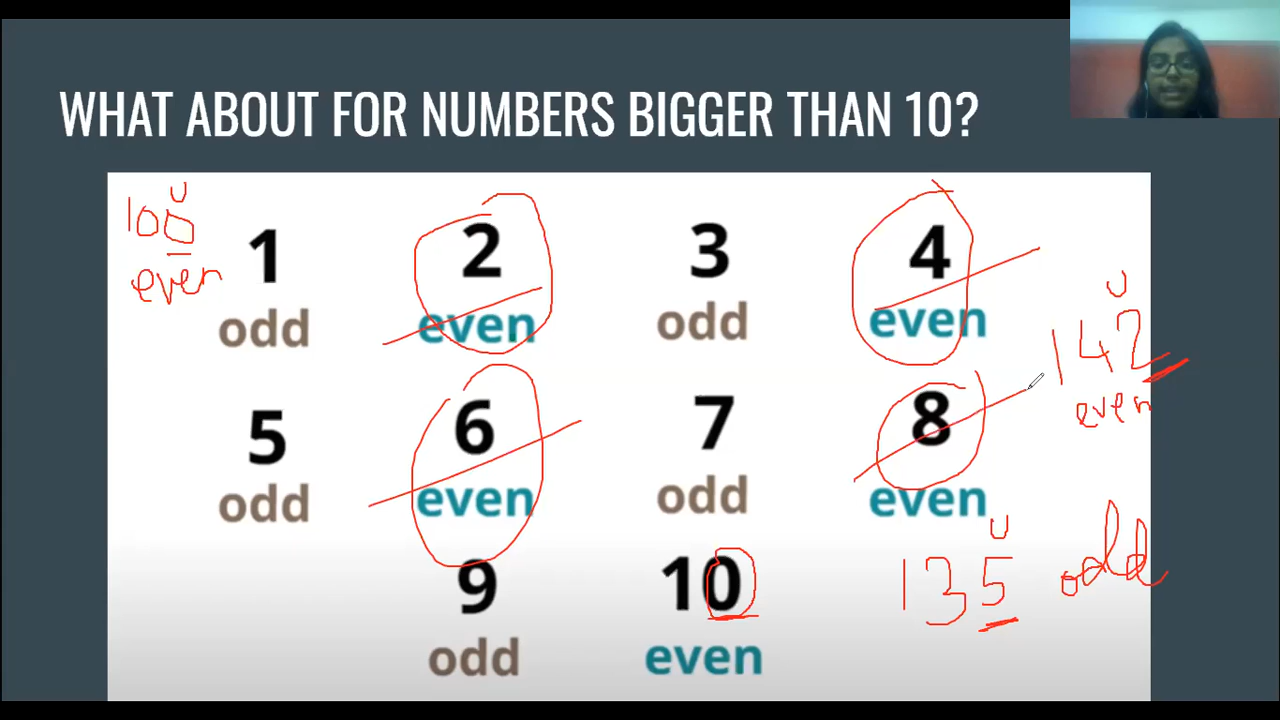 WHAT ABOUT FOR NUMBERS BIGGER THAN 10?
U
100
even
1 2 3 4
odd even odd even
U
142
even
5 6 7 8
odd even odd even
U
135 odd
9 10
odd even